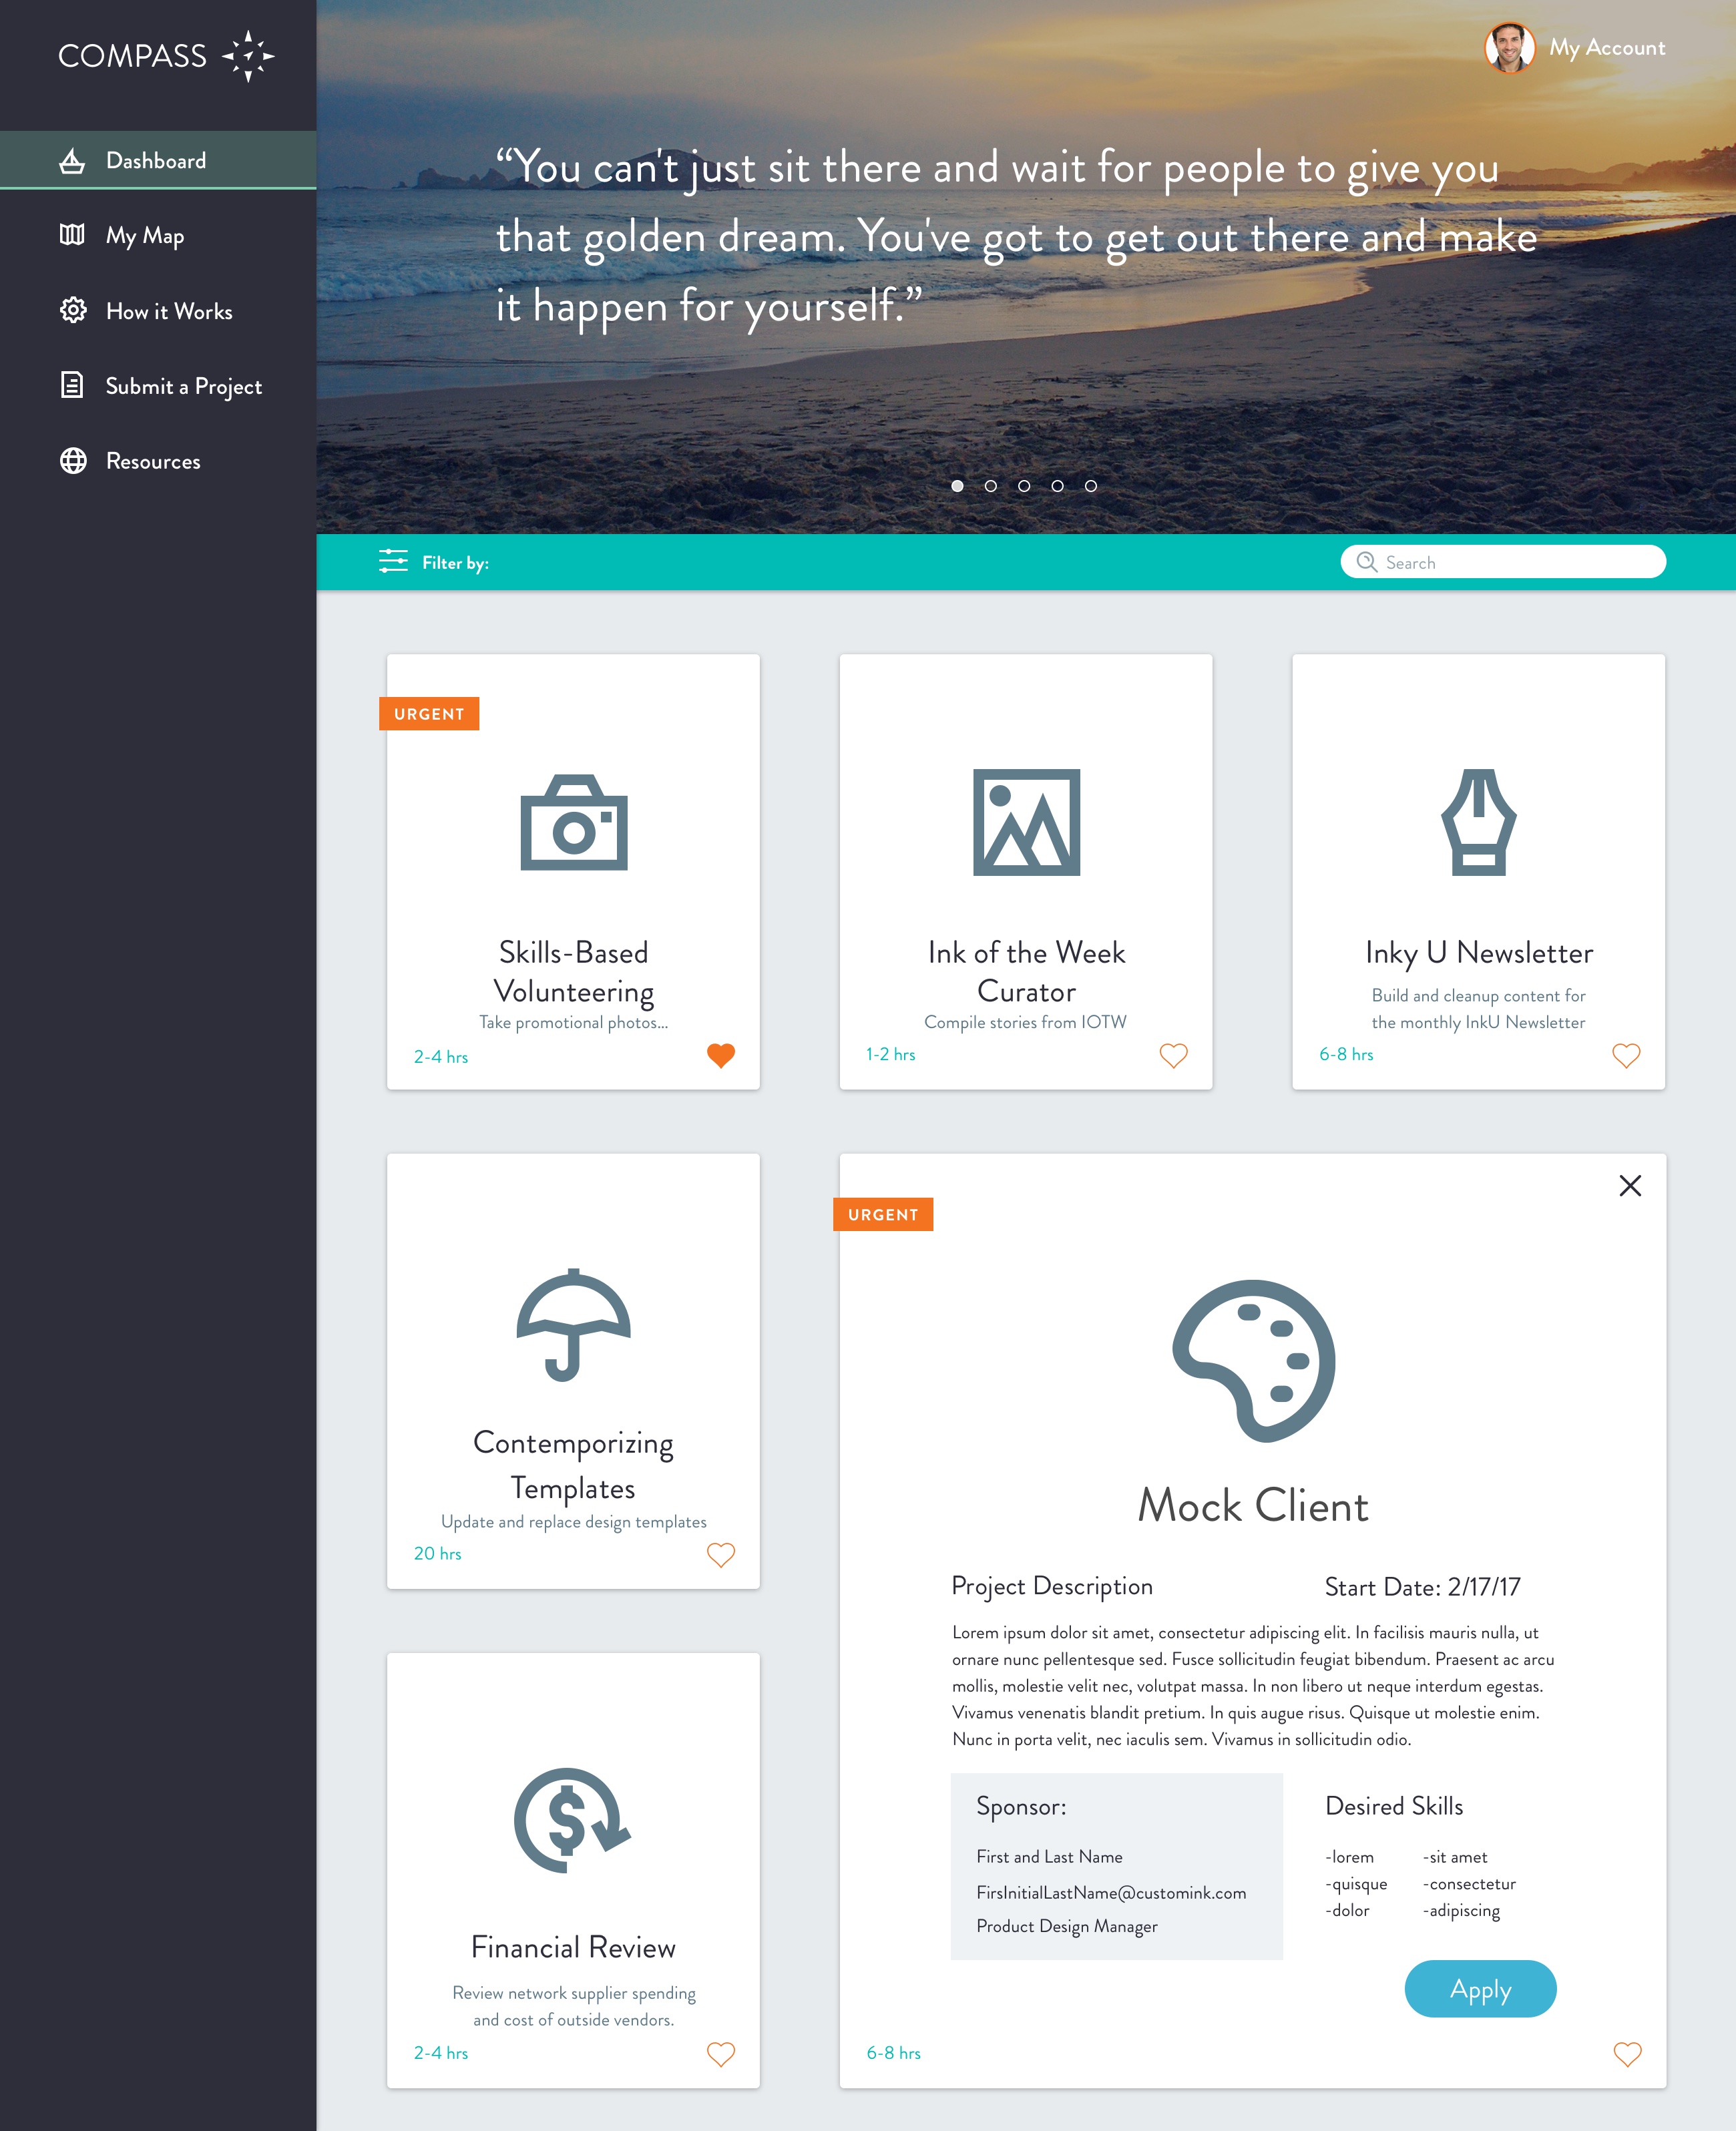 COMPASS
Dashboard
My Map
How it Works
Submit a Project
Resources
My Account
“You can't just sit there and wait for people to give you
that golden dream. You've got to get out there and make
it happen for yourself.”
Filter by:
Search
URGENT
Skills-Based
Volunteering
Take promotional photos...
2-4 hrs
Ink of the Week
Curator
Compile stories from IOTW
1-2 hrs
Inky U Newsletter
Build and cleanup content for
the monthly InkU Newsletter
6-8 hrs
Contemporizing
Templates
Update and replace design templates
20 hrs
Financial Review
Review network supplier spending
and cost of outside vendors.
2-4 hrs
URGENT
Mock Client
Project Description
Start Date: 2/17/17
Lorem ipsum dolor sit amet, consectetur adipiscing elit. In facilisis mauris nulla, ut
ornare nunc pellentesque sed. Fusce sollicitudin feugiat bibendum. Praesent ac arcu
mollis, molestie velit nec, volutpat massa. In non libero ut neque interdum egestas.
Vivamus venenatis blandit pretium. In quis augue risus. Quisque ut molestie enim.
Nunc in porta velit, nec iaculis sem. Vivamus in sollicitudin odio.
Sponsor:
First and Last Name
FirsInitialLastName@customink.com
Product Design Manager
Desired Skills
-lorem
-quisque
-dolor
-sit amet
-consectetur
-adipiscing
Apply
6-8 hrs